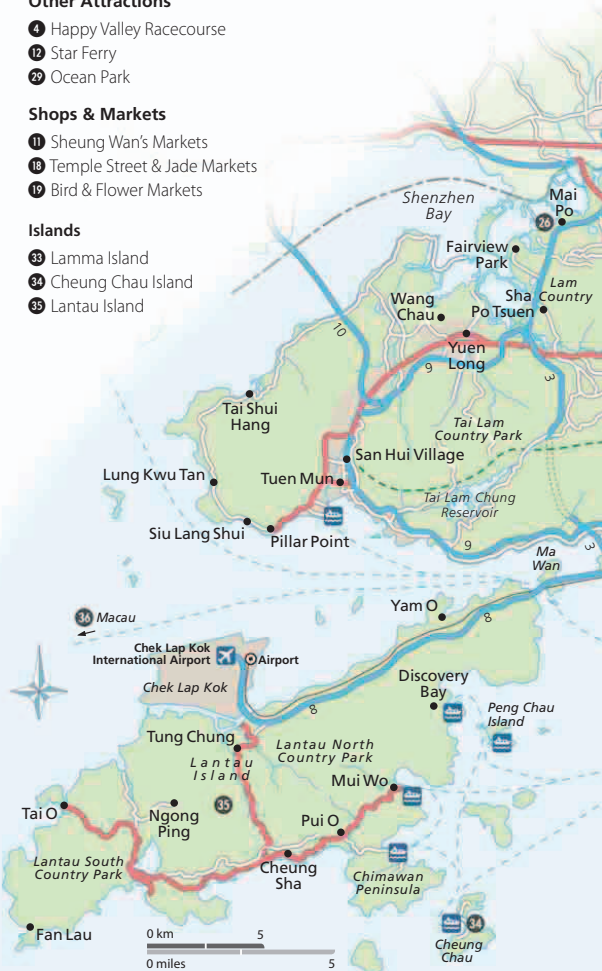 Other Attractions
4 Happy Valley Racecourse
12 Star Ferry
29 Ocean Park
Shops & Markets
11 Sheung Wan's Markets
18 Temple Street & Jade Markets
19 Bird & Flower Markets
Islands
33 Lamma Island
34 Cheung Chau Island
35 Lantau Island
Shenzhen
Bay
Mai
Po
26
Fairview
Park
Lam
Country
Sha
Po Tsuen
Wang
Chau
10
Yuen
Long
9
3
Tai Shui
Hang
Tai Lam
Country Park
San Hui Village
Lung Kwu Tan
Tuen Mun
Tai Lam Chung
Reservoir
Siu Lang Shui
Pillar Point
9
3
Ma
Wan
Yam O
8
36 Macau
Chek Lap Kok
International Airport
Airport
Chek Lap Kok
Discovery
Bay
8
Peng Chau
Island
Tung Chung
Lantau North
Country Park
Lantau
Island
Mui Wo
35
Tai O
Ngong
Ping
Pui O
Lantau South
Country Park
Cheung
Sha
Chimawan
Peninsula
34
Fan Lau
Cheung
Chau
0 km 5
0 miles 5